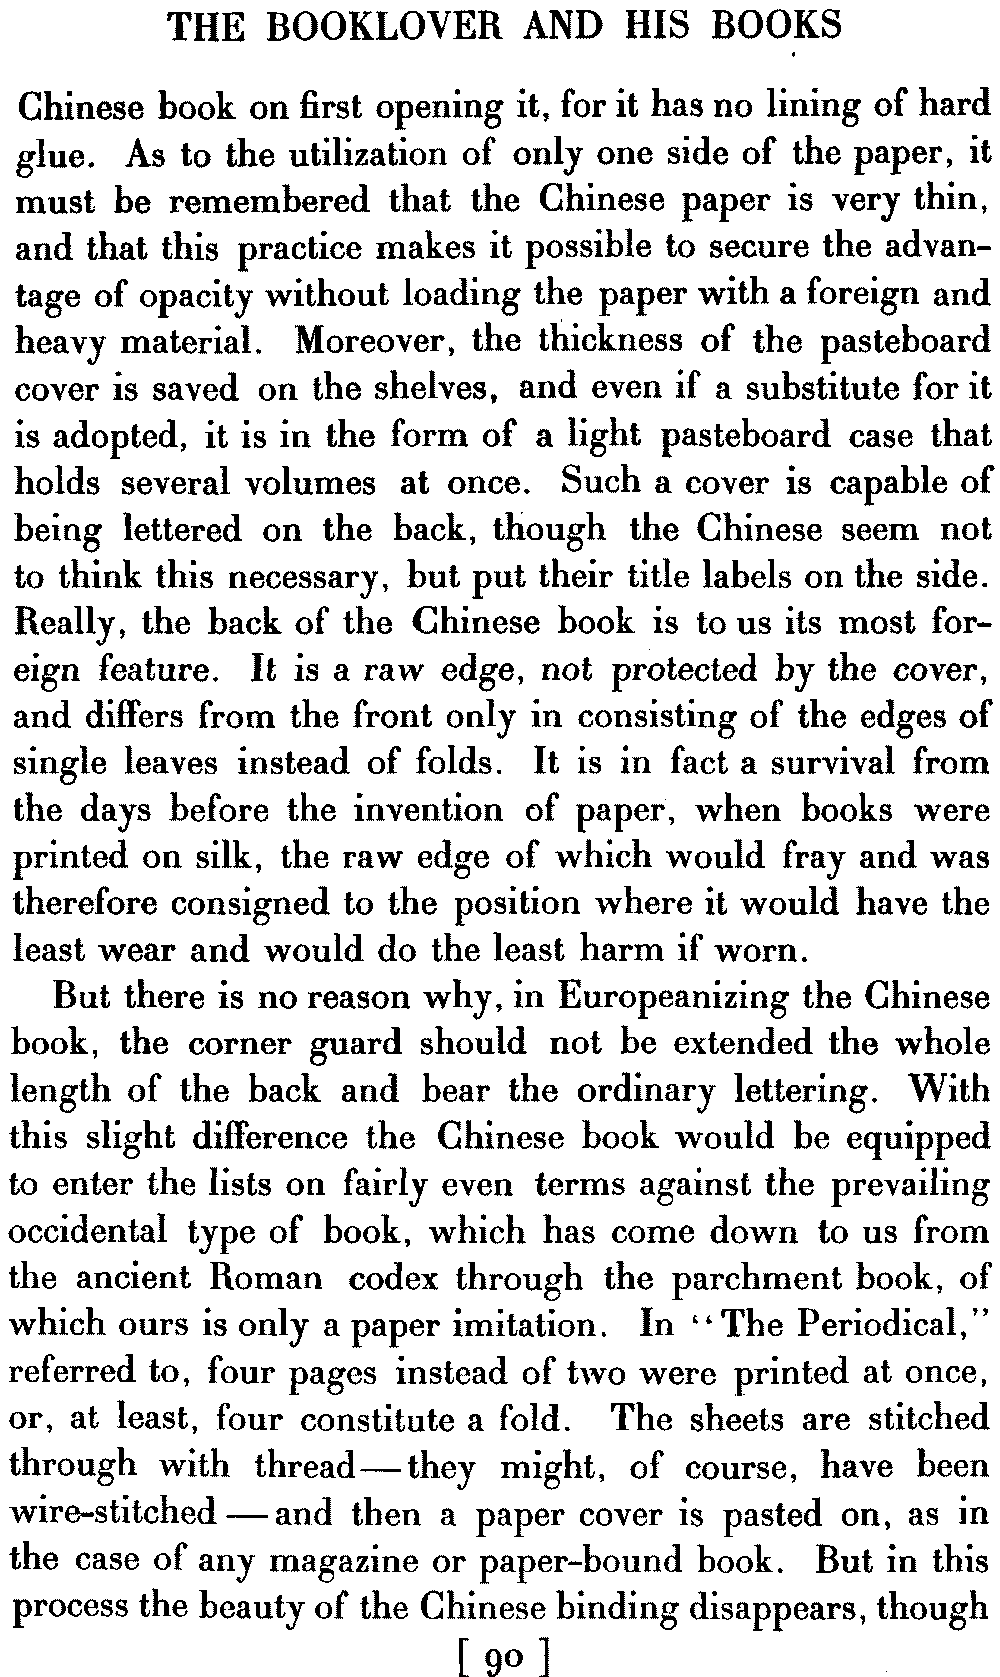 THE BOOKLOVER AND HIS BOOKS
Chinese book on first opening it, for it has no lining of hard
glue. As to the utilization of only one side of the paper, it
must be remembered that the Chinese paper is very thin,
and that this practice makes it possible to secure the advan-
tage of opacity without loading the paper with a foreign and
heavy material. Moreover, the thickness of the pasteboard
cover is saved on the shelves, and even if a substitute for it
is adopted, it is in the form of a light pasteboard case that
holds several volumes at once. Such a cover is capable of
being lettered on the back, though the Chinese seem not
to think this necessary, but put their title labels on the side.
Really, the back of the Chinese book is to us its most for-
eign feature. It is a raw edge, not protected by the cover,
and differs from the front only in consisting of the edges of
single leaves instead of folds. It is in fact a survival from
the days before the invention of paper, when books were
printed on silk, the raw edge of which would fray and was
therefore consigned to the position where it would have the
least wear and would do the least harm if worn.
But there is no reason why, in Europeanizing the Chinese
book, the corner guard should not be extended the whole
length of the back and bear the ordinary lettering. With
this slight difference the Chinese book would be equipped
to enter the lists on fairly even terms against the prevailing
occidental type of book, which has come down to us from
the ancient Roman codex through the parchment book, of
which ours is only a paper imitation. In “The Periodical,”
referred to, four pages instead of two were printed at once,
or, at least, four constitute a fold. The sheets are stitched
through with thread—they might, of course, have been
wire-stitched—and then a paper cover is pasted on, as in
the case of any magazine or paper-bound book. But in this
process the beauty of the Chinese binding disappears, though
[ 90 ]